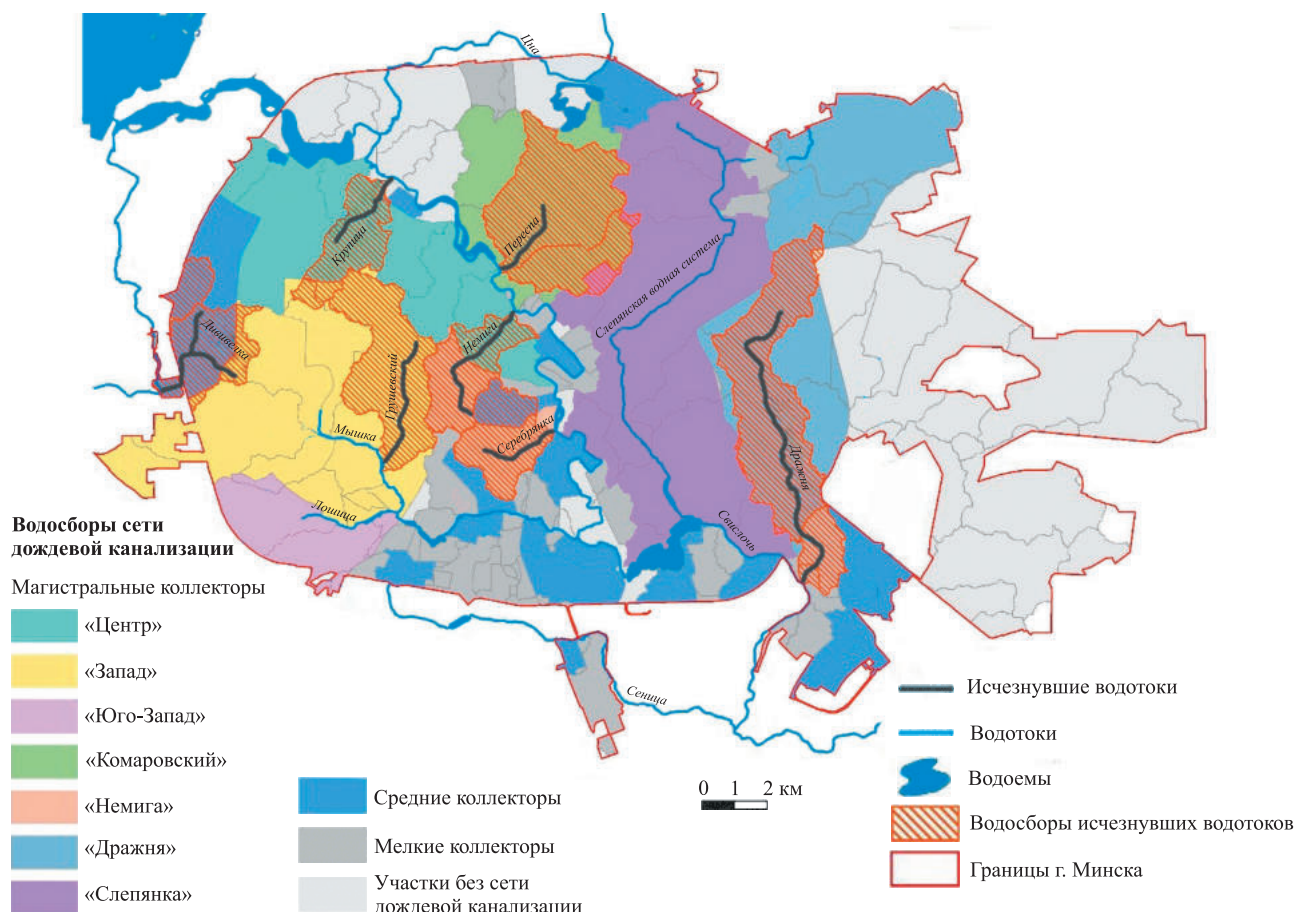 Цна
Крупица
Переспа
Слепянская водная система
Дививелка
Немига
Грушевский
Мышка
Серебрянка
Дражня
Лошица
Свислочь
Сеница
Водосборы сети
дождевой канализации
Магистральные коллекторы
«Центр»
«Запад»
«Юго-Запад»
«Комаровский»
«Немига»
«Дражня»
«Слепянка»
Средние коллекторы
Мелкие коллекторы
Участки без сети
дождевой канализации
0 1 2 км
Исчезнувшие водотоки
Водотоки
Водоемы
Водосборы исчезнувших водотоков
Границы г. Минска